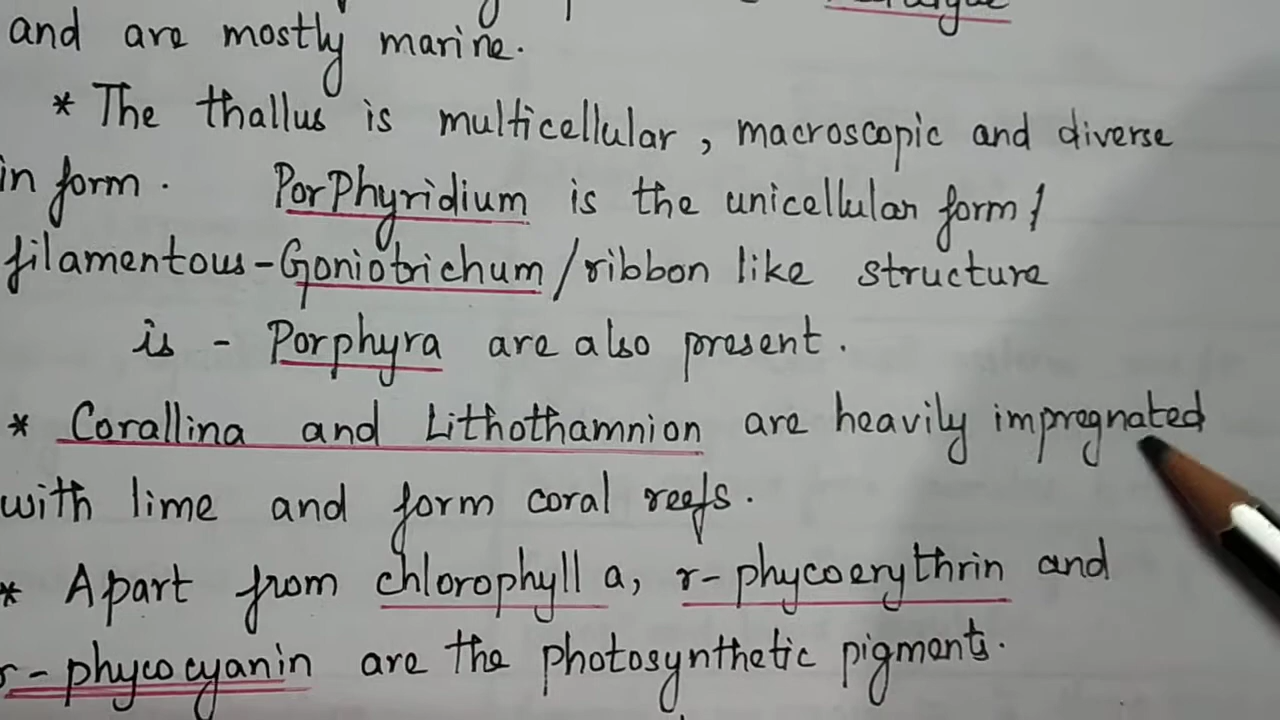 and are mostly marine.
* The thallus is multicellular, macroscopic and diverse
in form. Porphyridium is the unicellular form /
filamentous - Goniotrichum / ribbon like structure
is - Porphyra are also present.
* Corallina and Lithothamnion are heavily impregnated
with lime and form coral reefs.
* Apart from chlorophyll a, r-phycoerythrin and
r-phycocyanin are the photosynthetic pigments.